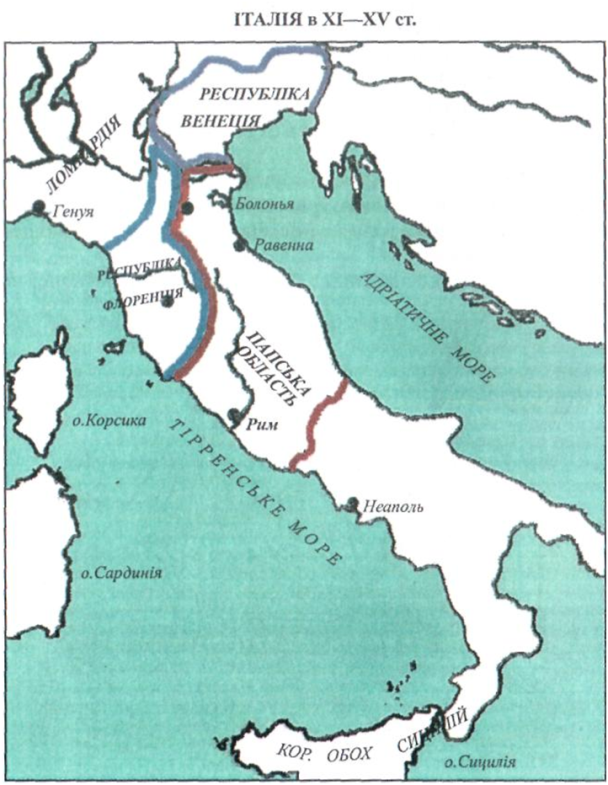 ІТАЛІЯ в XI—XV ст.
РЕСПУБЛІКА
ВЕНЕЦІЯ
ЛОМБАРДІЯ
Генуя
Болонья
Равенна
РЕСПУБЛІКА
ФЛОРЕНЦІЯ
АДРІАТИЧНЕ МОРЕ
ПАПСЬКА
ОБЛАСТЬ
о.Корсика
Рим
ТІРРЕНСЬКЕ МОРЕ
Неаполь
о.Сардинія
КОР. ОБОХ СИЦИЛІЙ
о.Сицилія